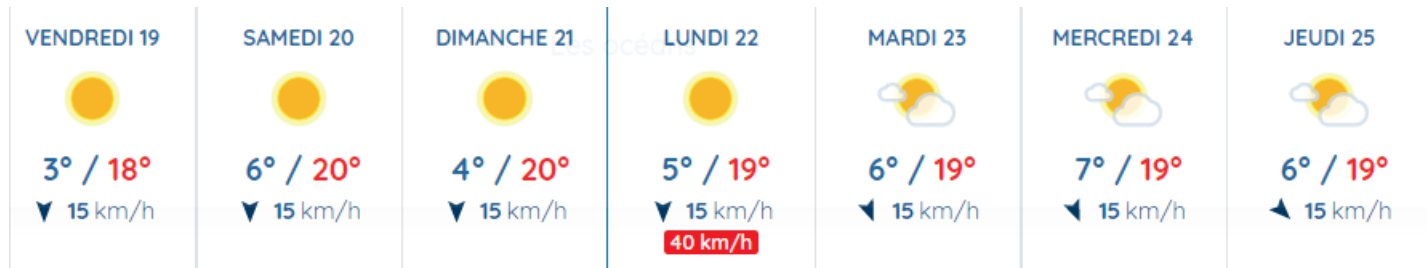 VENDREDI 19
3° / 18°
15 km/h
SAMEDI 20
6° / 20°
15 km/h
DIMANCHE 21
4° / 20°
15 km/h
LUNDI 22
5° / 19°
15 km/h
40 km/h
MARDI 23
6° / 19°
15 km/h
MERCREDI 24
7° / 19°
15 km/h
JEUDI 25
6° / 19°
15 km/h
Les océans